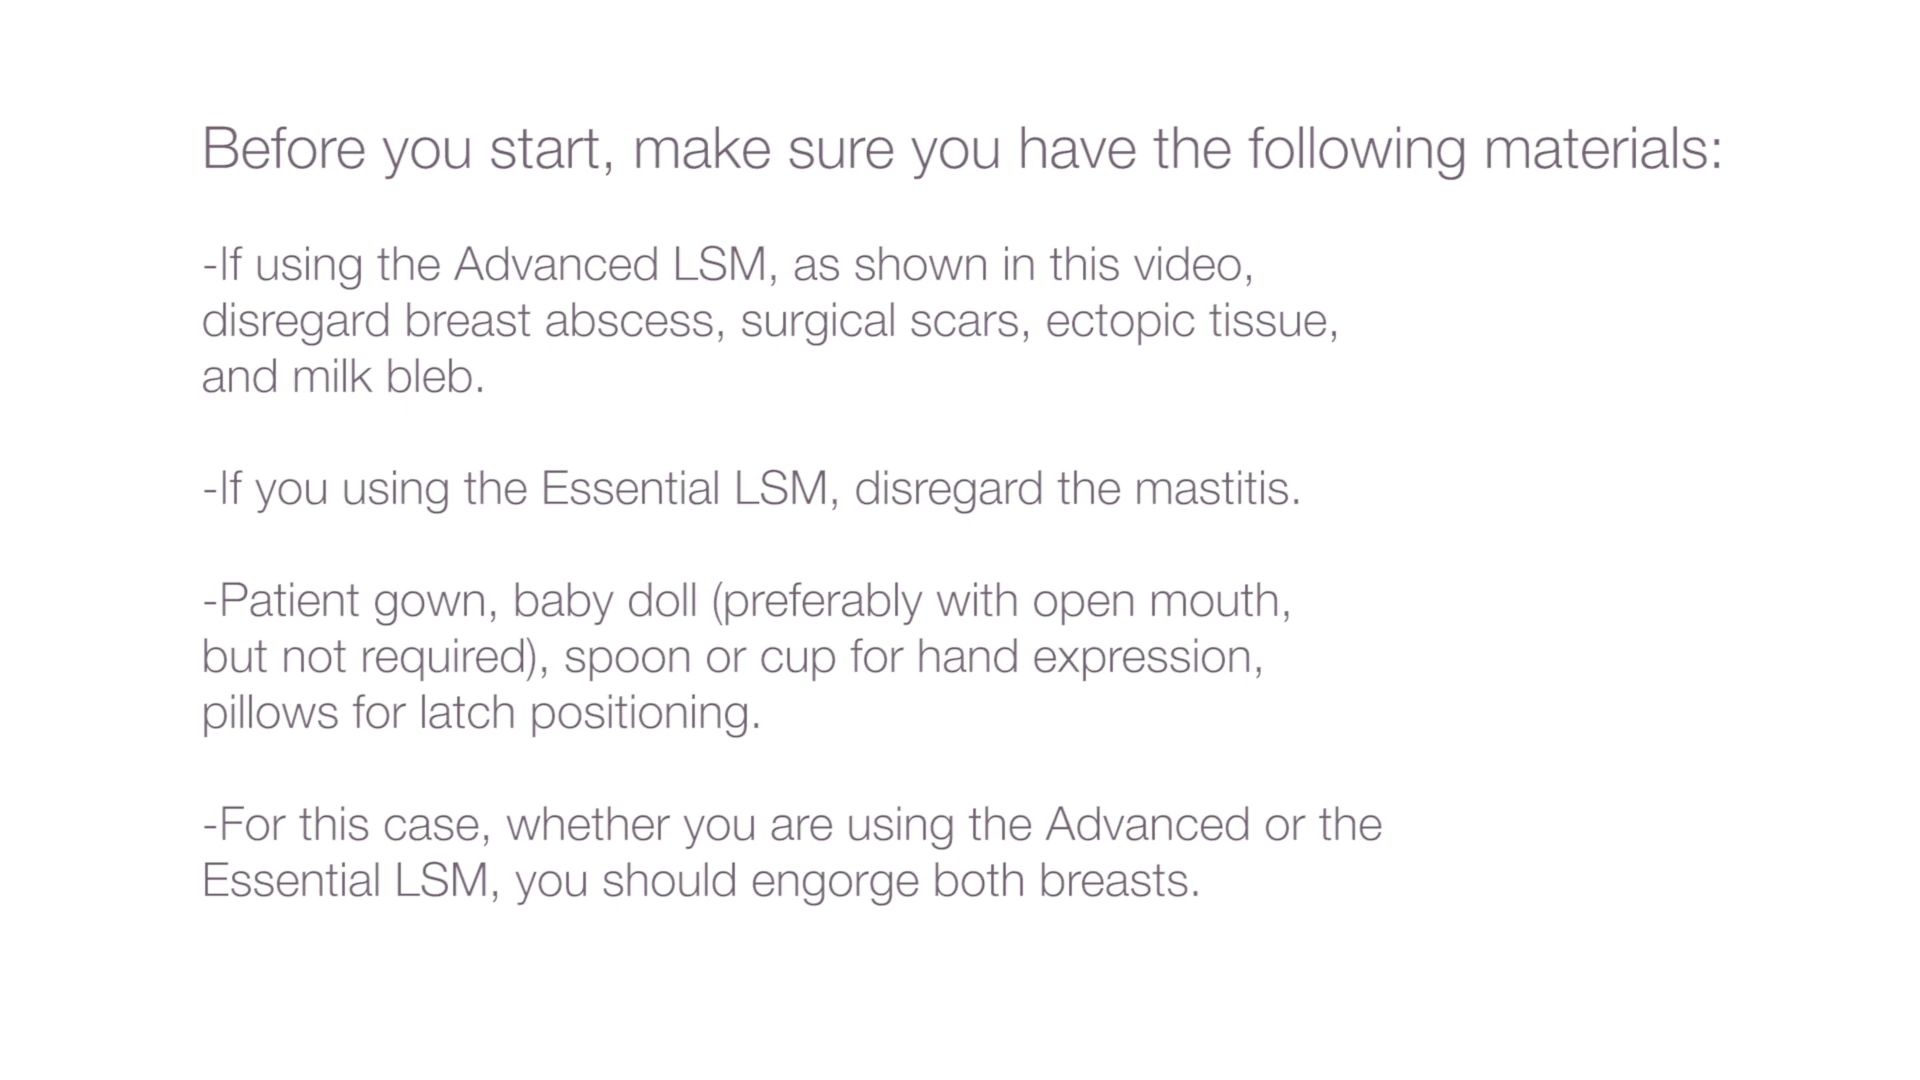 Before you start, make sure you have the following materials:
-If using the Advanced LSM, as shown in this video,
disregard breast abscess, surgical scars, ectopic tissue,
and milk bleb.
-If you using the Essential LSM, disregard the mastitis.
-Patient gown, baby doll (preferably with open mouth,
but not required), spoon or cup for hand expression,
pillows for latch positioning.
-For this case, whether you are using the Advanced or the
Essential LSM, you should engorge both breasts.